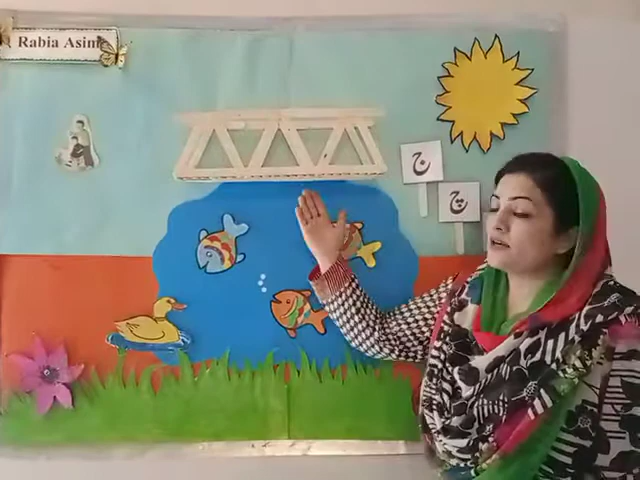 Rabia Asim
ج
چ